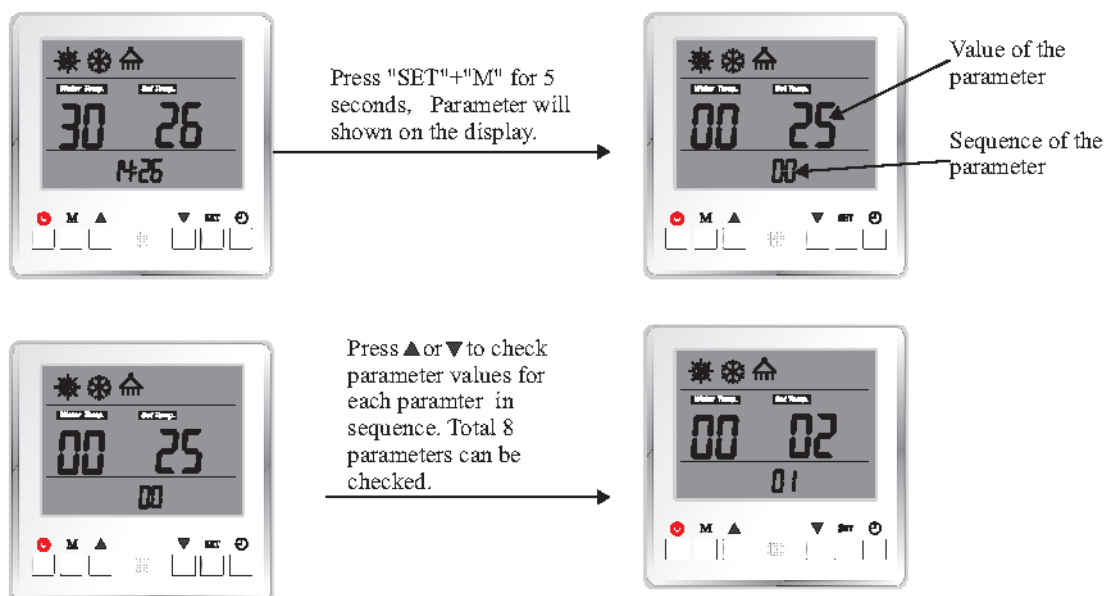 Water Temp. Set Temp.
30 26
14:26
M ▲ ▼ SET
Press "SET"+"M" for 5
seconds, Parameter will
shown on the display.
Water Temp. Set Temp.
00 25
00
M ▲ ▼ SET
Value of the
parameter
Sequence of the
parameter
Water Temp. Set Temp.
00 25
00
M ▲ ▼ SET
Press ▲or▼to check
parameter values for
each paramter in
sequence. Total 8
parameters can be
checked.
Water Temp. Set Temp.
00 02
01
M ▲ ▼ SET